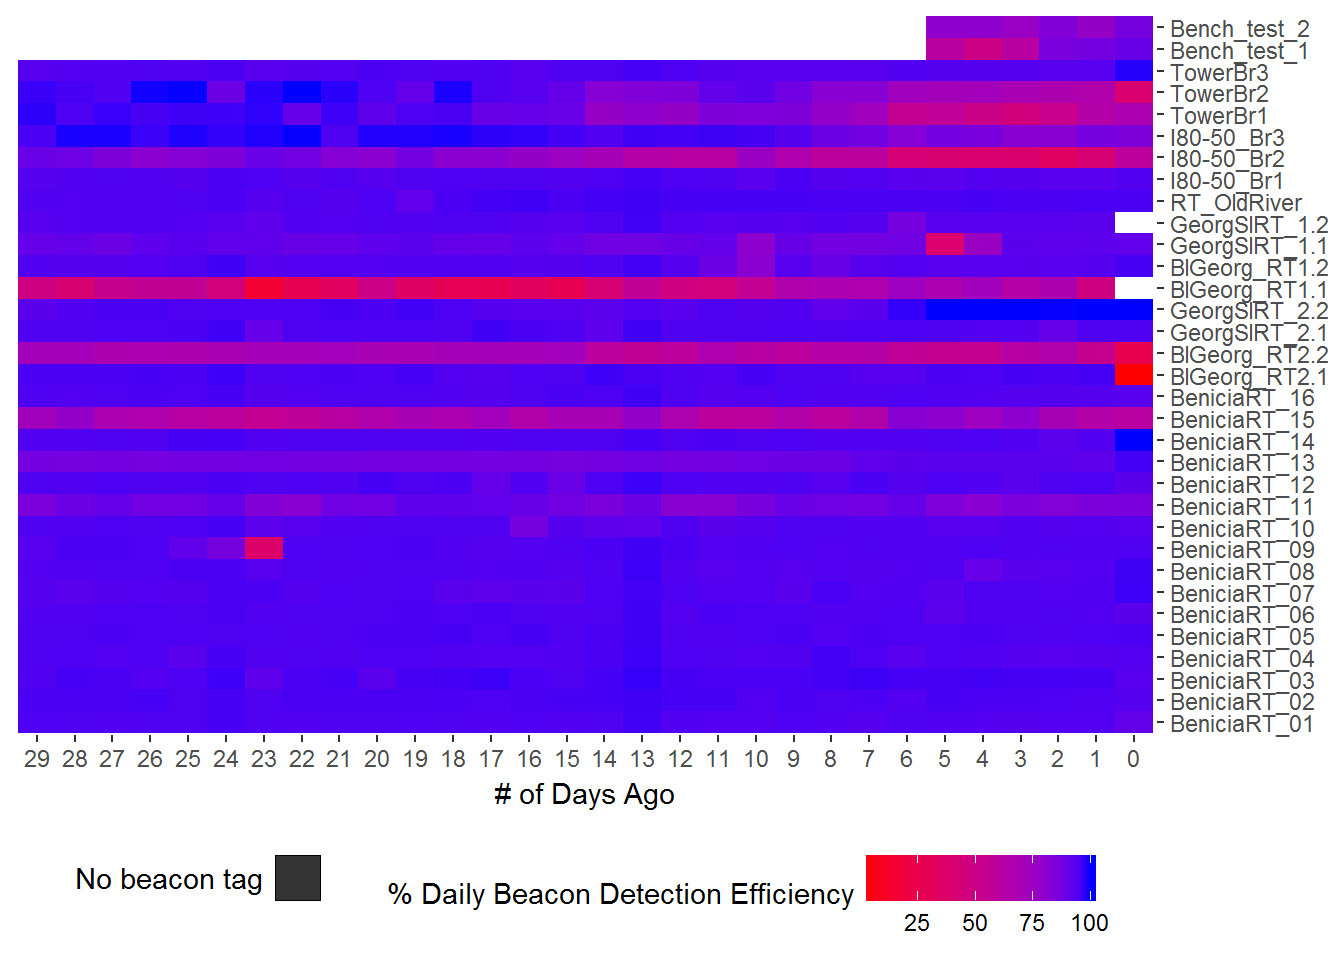 Bench_test_2
Bench_test_1
TowerBr3
TowerBr2
TowerBr1
I80-50_Br3
I80-50_Br2
I80-50_Br1
RT_OldRiver
GeorgSlRT_1.2
GeorgSlRT_1.1
BlGeorg_RT1.2
BlGeorg_RT1.1
GeorgSlRT_2.2
GeorgSlRT_2.1
BlGeorg_RT2.2
BlGeorg_RT2.1
BeniciaRT_16
BeniciaRT_15
BeniciaRT_14
BeniciaRT_13
BeniciaRT_12
BeniciaRT_11
BeniciaRT_10
BeniciaRT_09
BeniciaRT_08
BeniciaRT_07
BeniciaRT_06
BeniciaRT_05
BeniciaRT_04
BeniciaRT_03
BeniciaRT_02
BeniciaRT_01
29 28 27 26 25 24 23 22 21 20 19 18 17 16 15 14 13 12 11 10 9 8 7 6 5 4 3 2 1 0
# of Days Ago
No beacon tag
% Daily Beacon Detection Efficiency
25 50 75 100